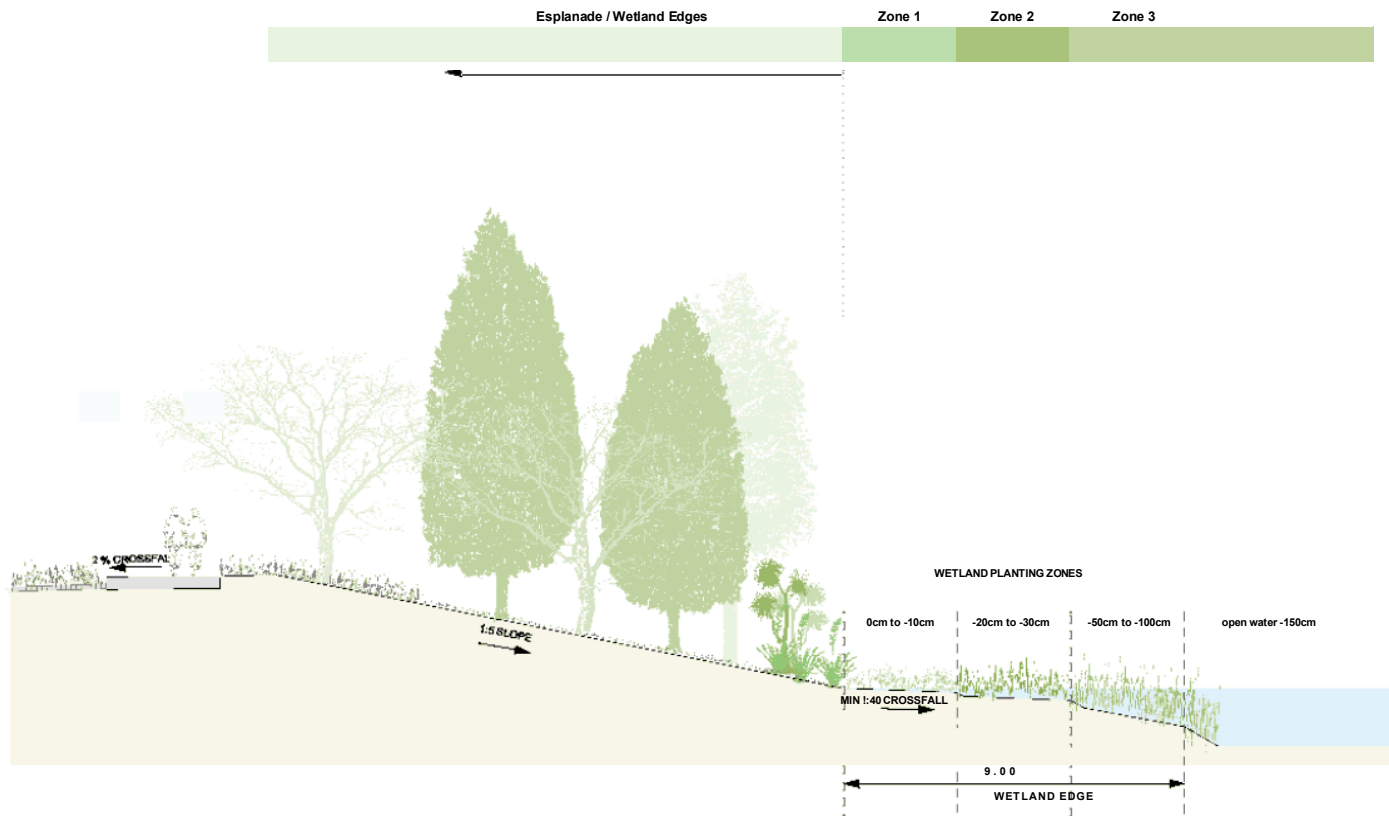 Esplanade / Wetland Edges
Zone 1
Zone 2
Zone 3
2 % CROSSFAL
1:5 SLOPE
WETLAND PLANTING ZONES
0cm to -10cm
-20cm to -30cm
-50cm to -100cm
open water -150cm
MIN !:40 CROSSFALL
9.00
WETLAND EDGE